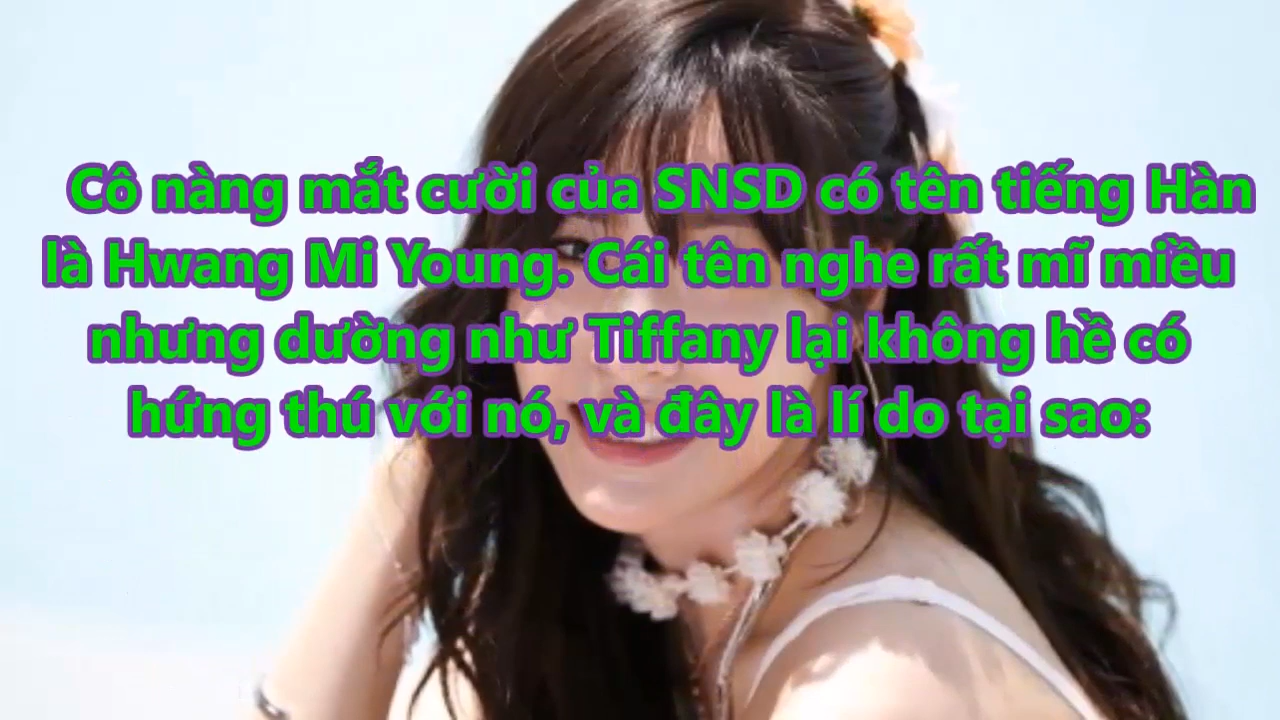 Cô nàng mắt cười của SNSD có tên tiếng Hàn
là Hwang Mi Young. Cái tên nghe rất mĩ miều
nhưng dường như Tiffany lại không hề có
hứng thú với nó, và đây là lí do tại sao: